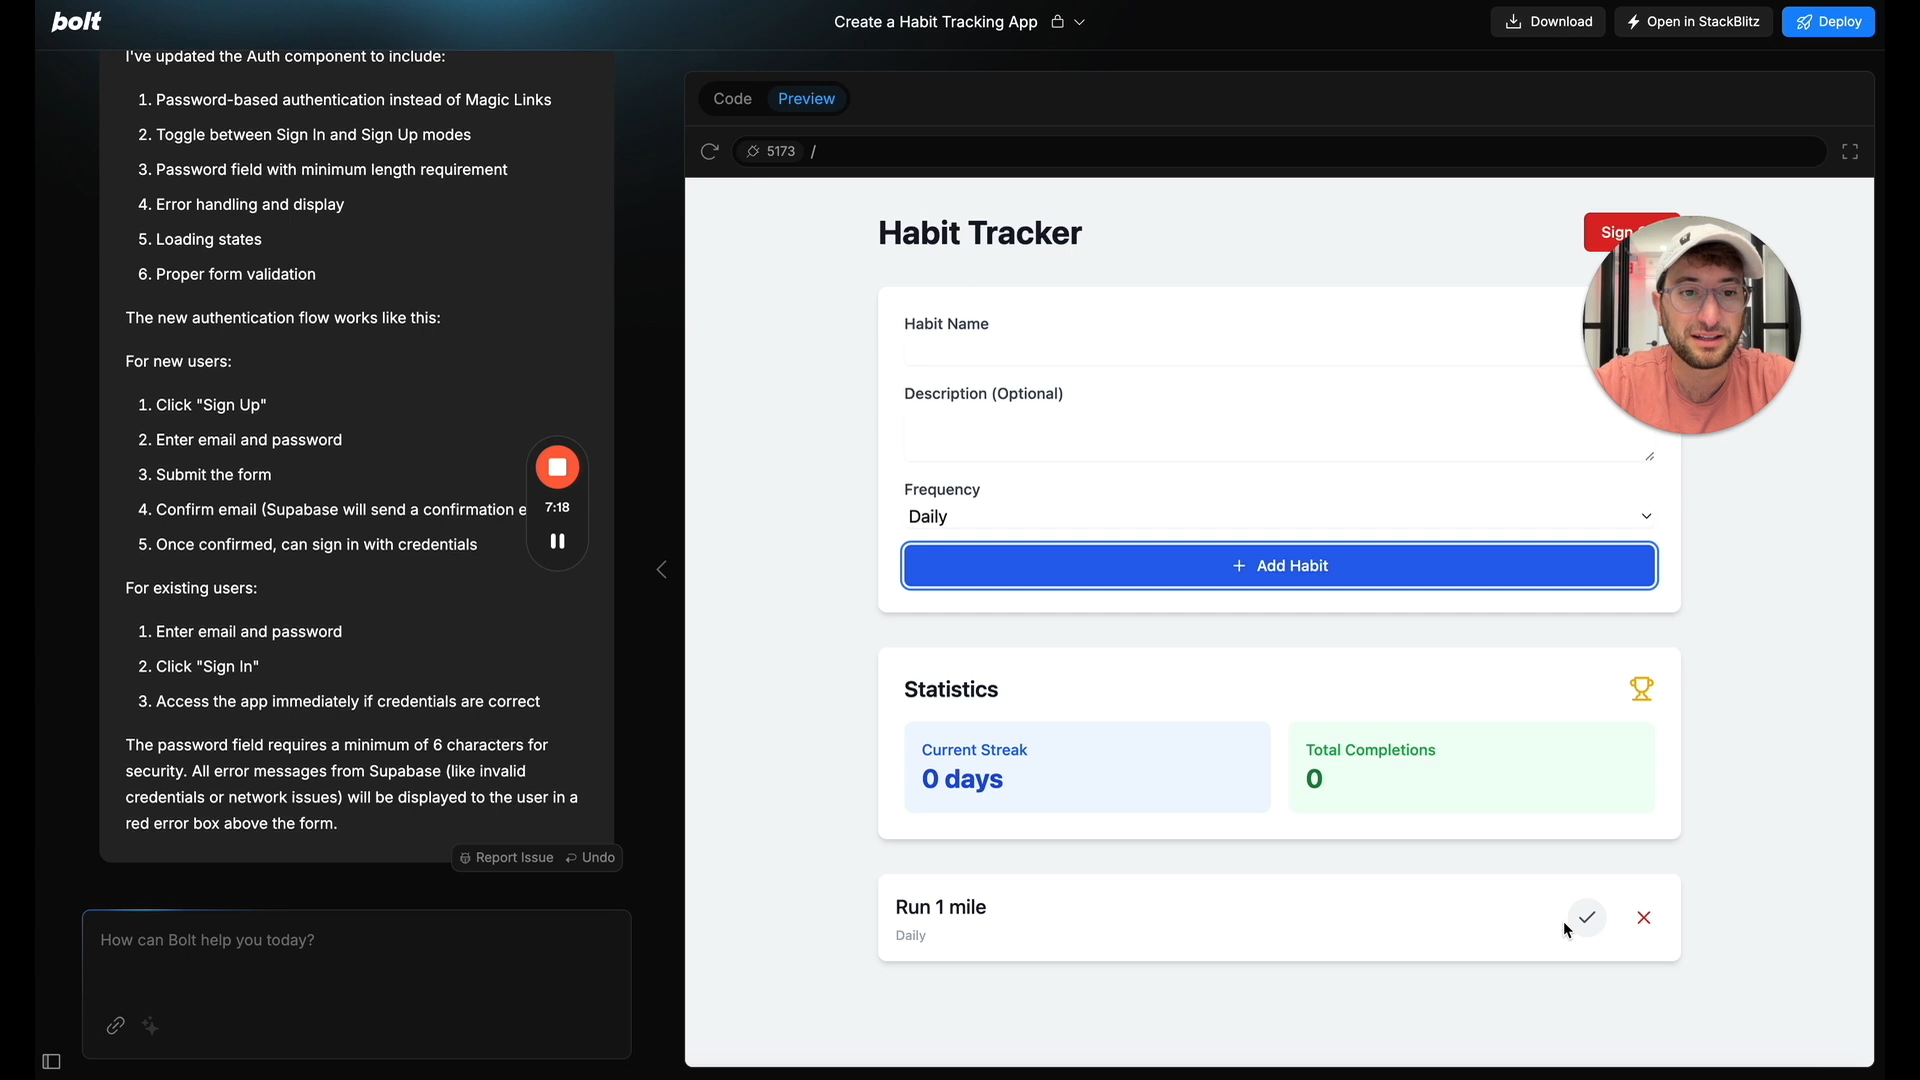 bolt
Create a Habit Tracking App
Download
Open in StackBlitz
Deploy
I've updated the Auth component to include:
1. Password-based authentication instead of Magic Links
2. Toggle between Sign In and Sign Up modes
3. Password field with minimum length requirement
4. Error handling and display
5. Loading states
6. Proper form validation
The new authentication flow works like this:
For new users:
1. Click "Sign Up"
2. Enter email and password
3. Submit the form
4. Confirm email (Supabase will send a confirmation
5. Once confirmed, can sign in with credentials
For existing users:
1. Enter email and password
2. Click "Sign In"
3. Access the app immediately if credentials are correct
The password field requires a minimum of 6 characters for
security. All error messages from Supabase (like invalid
credentials or network issues) will be displayed to the user in a
red error box above the form.
Report Issue
Undo
How can Bolt help you today?
7:18
Code
Preview
5173
/
Habit Tracker
Sign
Habit Name
Description (Optional)
Frequency
Daily
+ Add Habit
Statistics
Current Streak
0 days
Total Completions
0
Run 1 mile
Daily